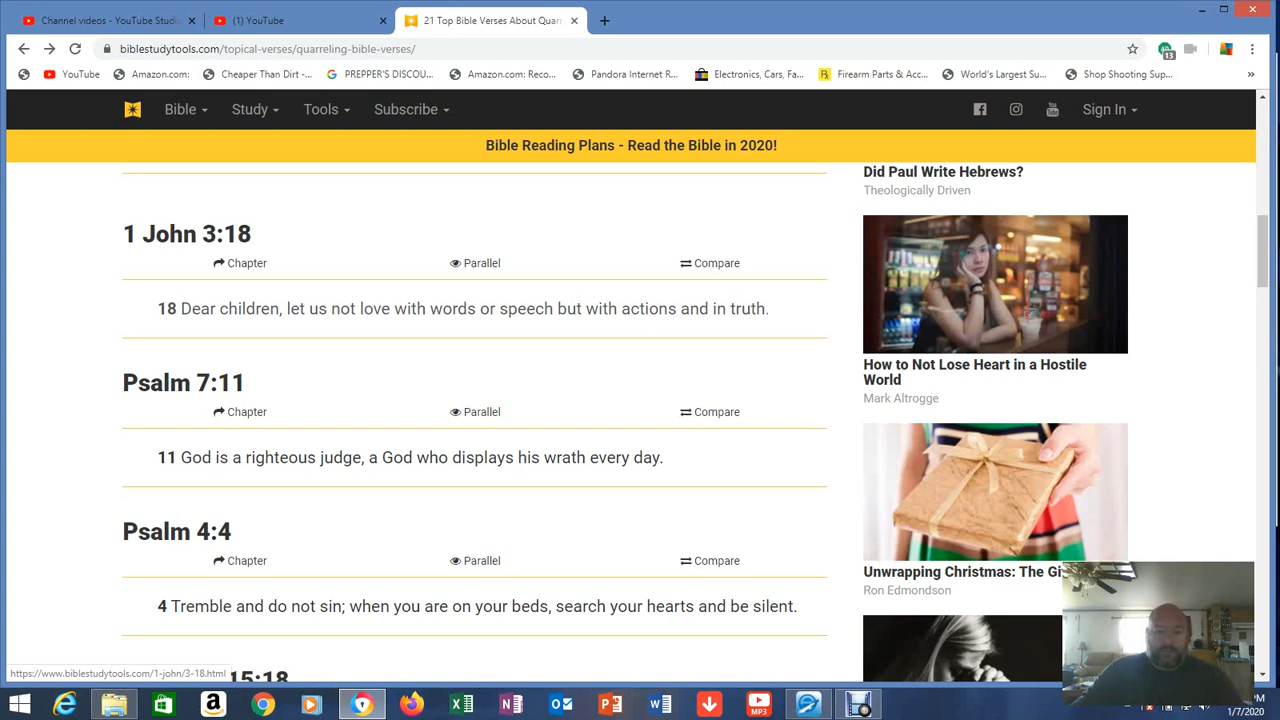 Channel videos - YouTube Studi
(1) YouTube
21 Top Bible Verses About Quarr
biblestudytools.com/topical-verses/quarreling-bible-verses/
13
YouTube
Amazon.com:
Cheaper Than Dirt -...
PREPPER'S DISCOU...
Amazon.com: Reco...
Pandora Internet R...
Electronics, Cars, Fa...
Firearm Parts & Acc...
World's Largest Su...
Shop Shooting Sup...
»
Bible
Study
Tools
Subscribe
Sign In
Bible Reading Plans - Read the Bible in 2020!
1 John 3:18
Chapter
Parallel
Compare
18 Dear children, let us not love with words or speech but with actions and in truth.
Psalm 7:11
Chapter
Parallel
Compare
11 God is a righteous judge, a God who displays his wrath every day.
Psalm 4:4
Chapter
Parallel
Compare
4 Tremble and do not sin; when you are on your beds, search your hearts and be silent.
15:18
Did Paul Write Hebrews?
Theologically Driven
How to Not Lose Heart in a Hostile
World
Mark Altrogge
Unwrapping Christmas: The Gi
Ron Edmondson
https://www.biblestudytools.com/1-john/3-18.html
MP3
1/7/2020